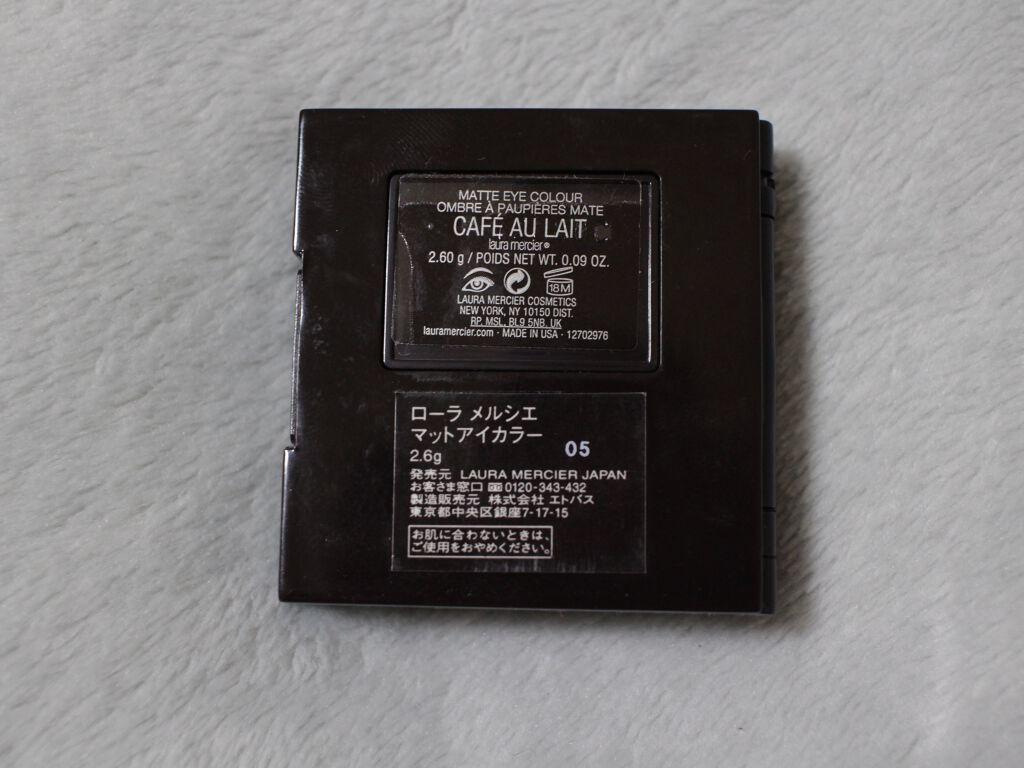 MATTE EYE COLOUR
OMBRE À PAUPIÈRES MATE
CAFÉ AU LAIT
laura mercier®
2.60 g / POIDS NET WT. 0.09 OZ.
18M
LAURA MERCIER COSMETICS
NEW YORK, NY 10150 DIST.
RP, MSL, BL9 5NB, UK
lauramercier.com · MADE IN USA · 12702976
ローラ メルシエ
マットアイカラー
2.6g 05
発売元 LAURA MERCIER JAPAN
お客さま窓口 0120-343-432
製造販売元 株式会社 エトバス
東京都中央区銀座7-17-15
お肌に合わないときは、
ご使用をおやめください。